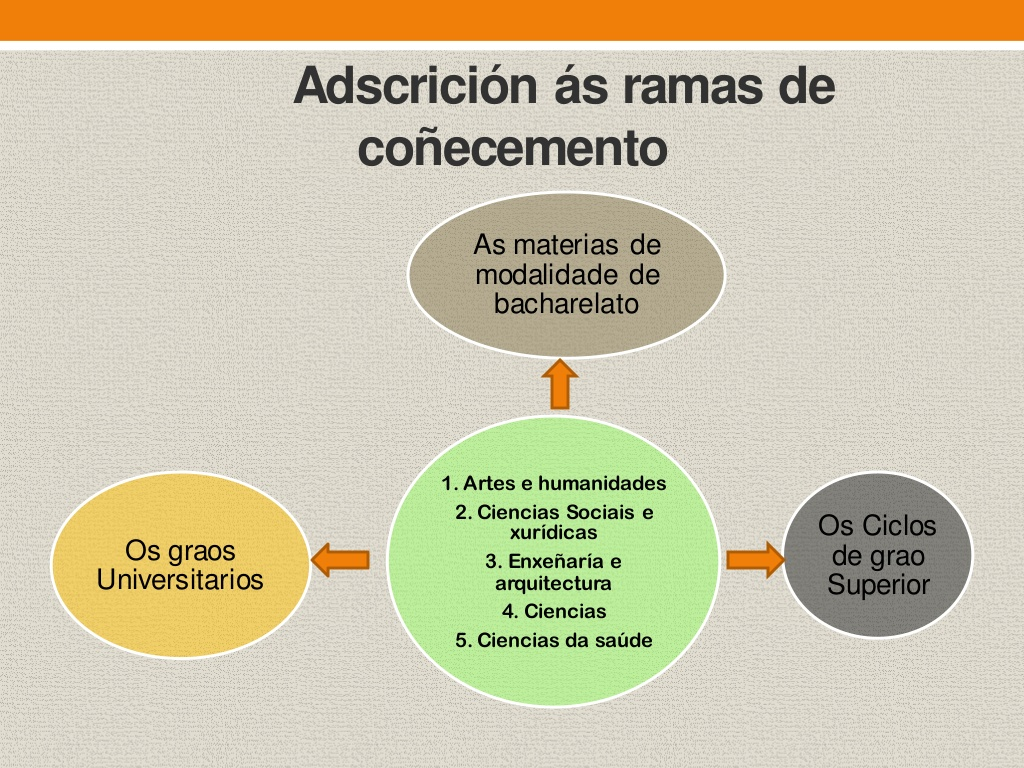 Adscrición ás ramas de
coñecemento
As materias de
modalidade de
bacharelato
1. Artes e humanidades
2. Ciencias Sociais e
xurídicas
3. Enxeñaría e
arquitectura
4. Ciencias
5. Ciencias da saúde
Os graos
Universitarios
Os Ciclos
de grao
Superior